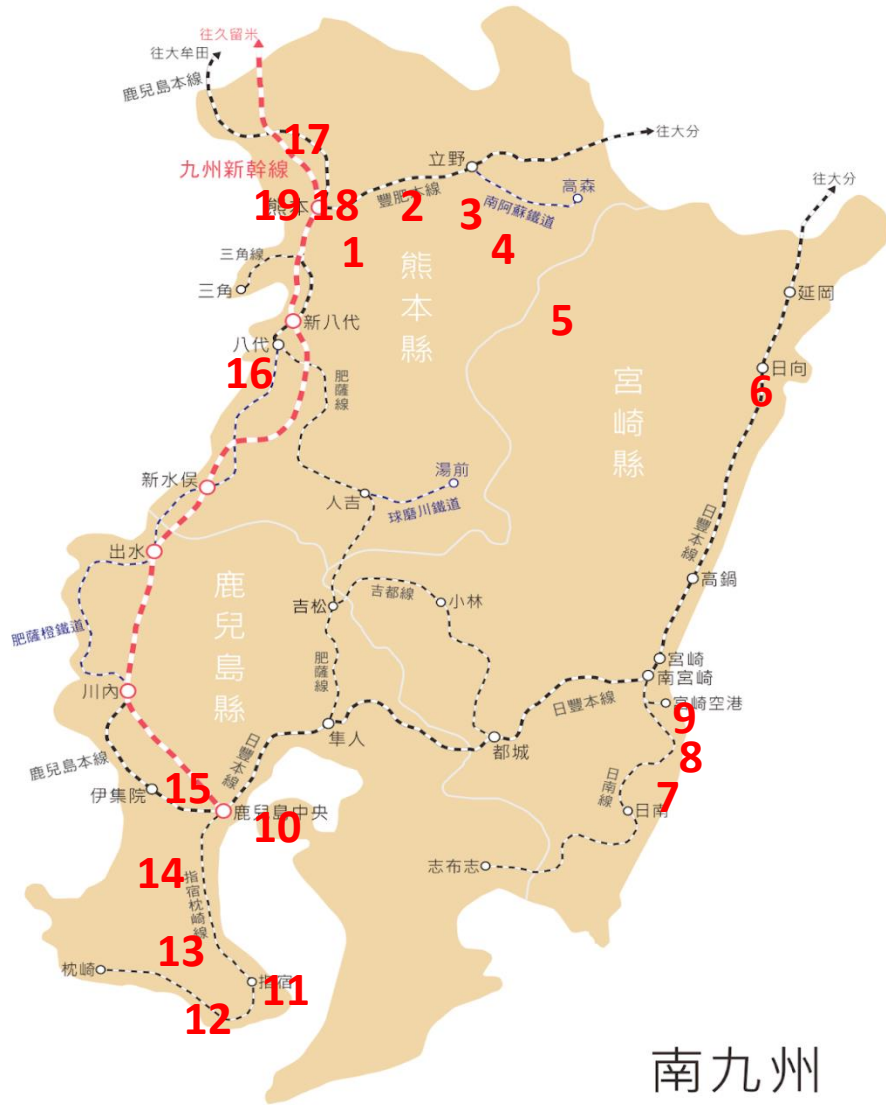 往久留米
往大牟田
鹿兒島本線
17
九州新幹線
往大分
立野
高森
往大分
19
熊本
18
豐肥本線
2
3
南阿蘇鐵道
4
1
三角線
三角
熊本縣
新八代
延岡
5
八代
16
肥薩線
宮崎縣
日向
6
新水俣
湯前
人吉
球磨川鐵道
日豐本線
出水
鹿兒島縣
吉都線
吉松
小林
高鍋
肥薩橙鐵道
肥薩線
宮崎
南宮崎
川內
日豐本線
宮崎空港
9
隼人
都城
8
鹿兒島本線
日豐本線
伊集院
15
日南線
7
日南
鹿兒島中央
10
14
指宿枕崎線
志布志
13
枕崎
指宿
11
12
南九州